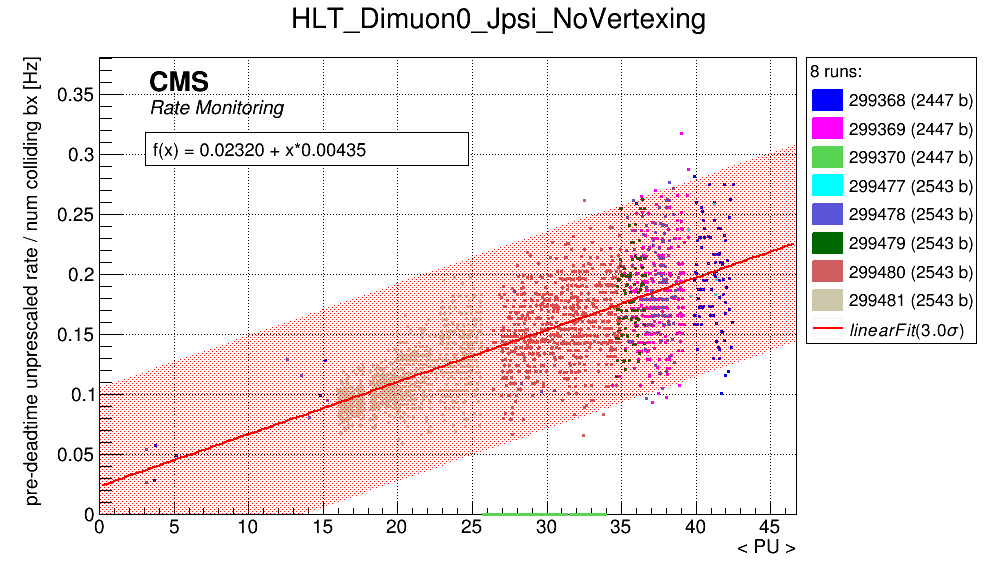 HLT_Dimuon0_Jpsi_NoVertexing
pre-deadtime unprescaled rate / num colliding bx [Hz]
CMS
Rate Monitoring
f(x) = 0.02320 + x*0.00435
0.35
0.3
0.25
0.2
0.15
0.1
0.05
0
0 5 10 15 20 25 30 35 40 45
< PU >
8 runs:
299368 (2447 b)
299369 (2447 b)
299370 (2447 b)
299477 (2543 b)
299478 (2543 b)
299479 (2543 b)
299480 (2543 b)
299481 (2543 b)
linearFit(3.0σ)